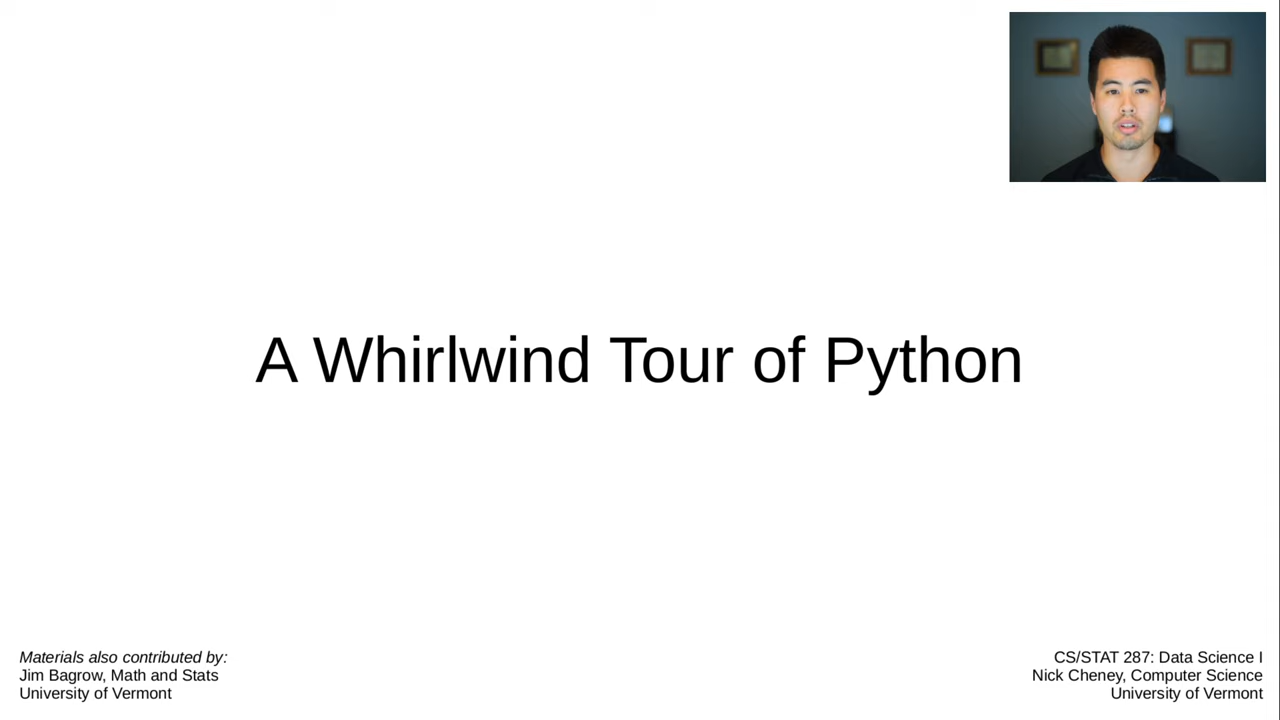 A Whirlwind Tour of Python
Materials also contributed by:
Jim Bagrow, Math and Stats
University of Vermont
CS/STAT 287: Data Science I
Nick Cheney, Computer Science
University of Vermont